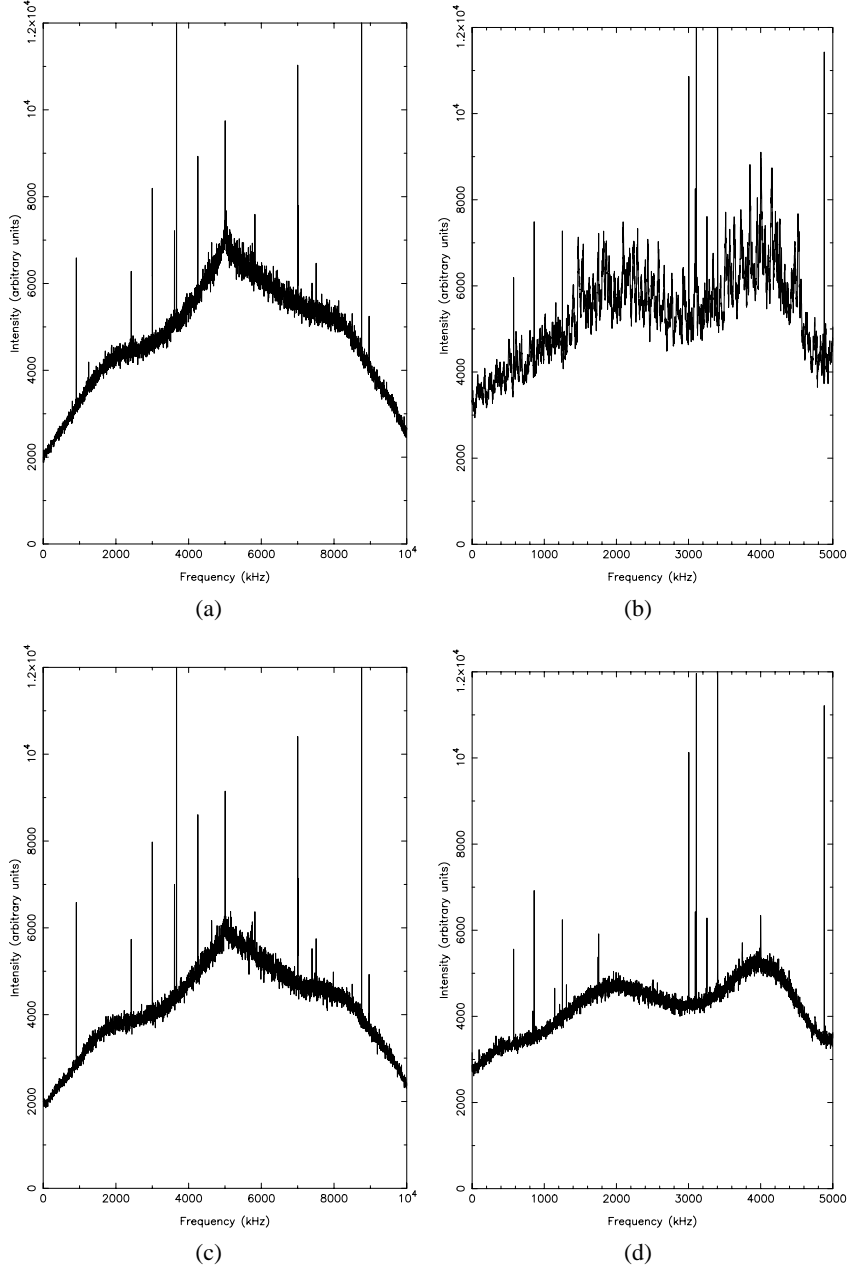 1.2×10⁴
10⁴
8000
6000
4000
2000
0
Intensity (arbitrary units)
0 2000 4000 6000 8000 10⁴
Frequency (kHz)
(a)
1.2×10⁴
10⁴
8000
6000
4000
2000
0
Intensity (arbitrary units)
0 1000 2000 3000 4000 5000
Frequency (kHz)
(b)
1.2×10⁴
10⁴
8000
6000
4000
2000
0
Intensity (arbitrary units)
0 2000 4000 6000 8000 10⁴
Frequency (kHz)
(c)
1.2×10⁴
10⁴
8000
6000
4000
2000
0
Intensity (arbitrary units)
0 1000 2000 3000 4000 5000
Frequency (kHz)
(d)